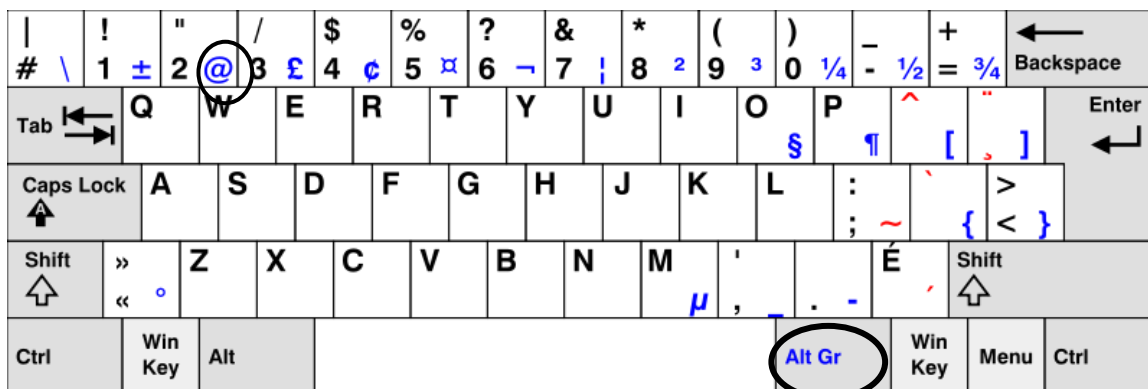 | ! " / $ % ? & * ( ) _ +
# \ 1 ± 2 @ 3 £ 4 ¢ 5 ¤ 6 ¬ 7 ¦ 8 ² 9 ³ 0 ¼ - ½ = ¾ Backspace
Q W E R T Y U I O P ^ ¨ Enter
Tab § ¶ [ ¸ ]
Caps Lock A S D F G H J K L : ` >
A ; ~ { < }
Shift » Z X C V B N M ' É Shift
« ° µ , _ . - ´
Ctrl Win Key Alt Alt Gr Win Key Menu Ctrl